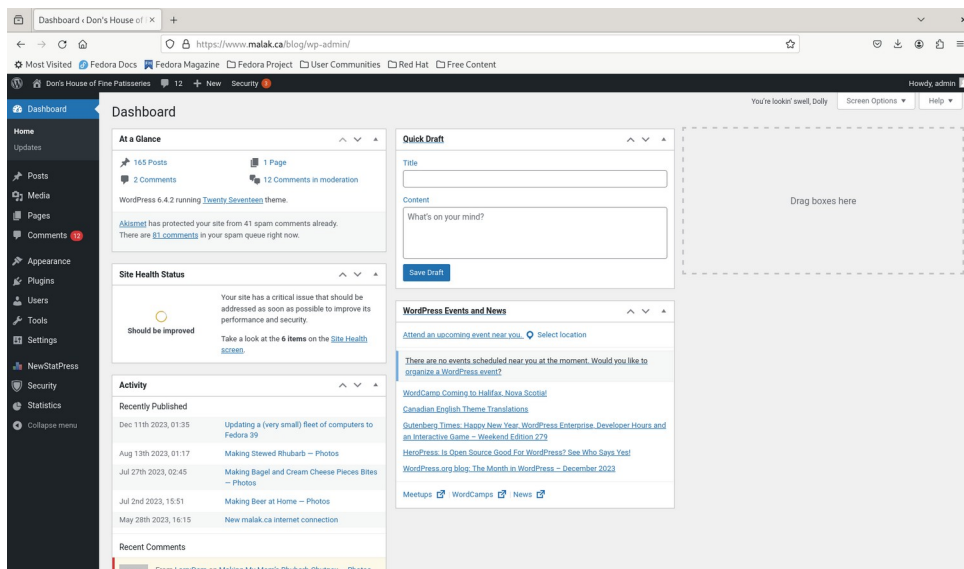 Dashboard ‹ Don's House of
https://www.malak.ca/blog/wp-admin/
Most Visited Fedora Docs Fedora Magazine Fedora Project User Communities Red Hat Free Content
Don's House of Fine Patisseries 12 + New Security
Howdy, admin
You're lookin' swell, Dolly
Screen Options ▼
Help ▼
Dashboard
Home
Updates
Posts
Media
Pages
Comments 12
Appearance
Plugins
Users
Tools
Settings
NewStatPress
Security
Statistics
Collapse menu
Dashboard
At a Glance
165 Posts
1 Page
2 Comments
12 Comments in moderation
WordPress 6.4.2 running Twenty Seventeen theme.
Akismet has protected your site from 41 spam comments already.
There are 81 comments in your spam queue right now.
Site Health Status
Should be improved
Your site has a critical issue that should be
addressed as soon as possible to improve its
performance and security.
Take a look at the 6 items on the Site Health
screen.
Activity
Recently Published
Dec 11th 2023, 01:35 Updating a (very small) fleet of computers to
Fedora 39
Aug 13th 2023, 01:17 Making Stewed Rhubarb — Photos
Jul 27th 2023, 02:45 Making Bagel and Cream Cheese Pieces Bites
— Photos
Jul 2nd 2023, 15:51 Making Beer at Home — Photos
May 28th 2023, 16:15 New malak.ca internet connection
Recent Comments
Quick Draft
Title
Content
What's on your mind?
Save Draft
WordPress Events and News
Attend an upcoming event near you. Select location
There are no events scheduled near you at the moment. Would you like to
organize a WordPress event?
WordCamp Coming to Halifax, Nova Scotia!
Canadian English Theme Translations
Gutenberg Times: Happy New Year, WordPress Enterprise, Developer Hours and
an Interactive Game – Weekend Edition 279
HeroPress: Is Open Source Good For WordPress? See Who Says Yes!
WordPress.org blog: The Month in WordPress – December 2023
Meetups | WordCamps | News
Drag boxes here